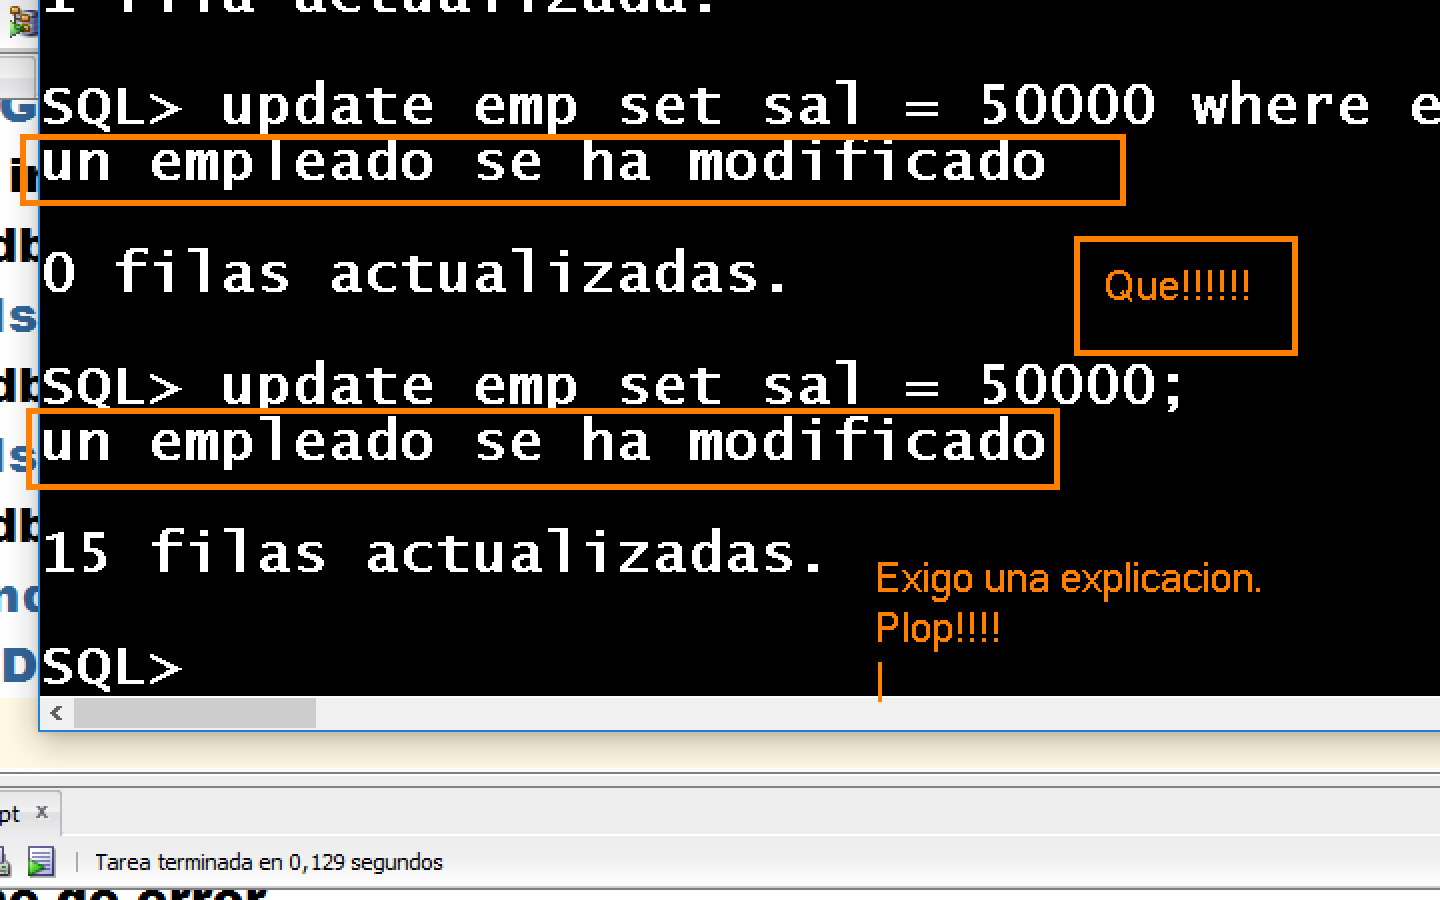 1 fila actualizada.
SQL> update emp set sal = 50000 where e
un empleado se ha modificado
0 filas actualizadas.
Que!!!!!!
SQL> update emp set sal = 50000;
un empleado se ha modificado
15 filas actualizadas.
Exigo una explicacion.
Plop!!!!
SQL>
pt x
Tarea terminada en 0,129 segundos
error